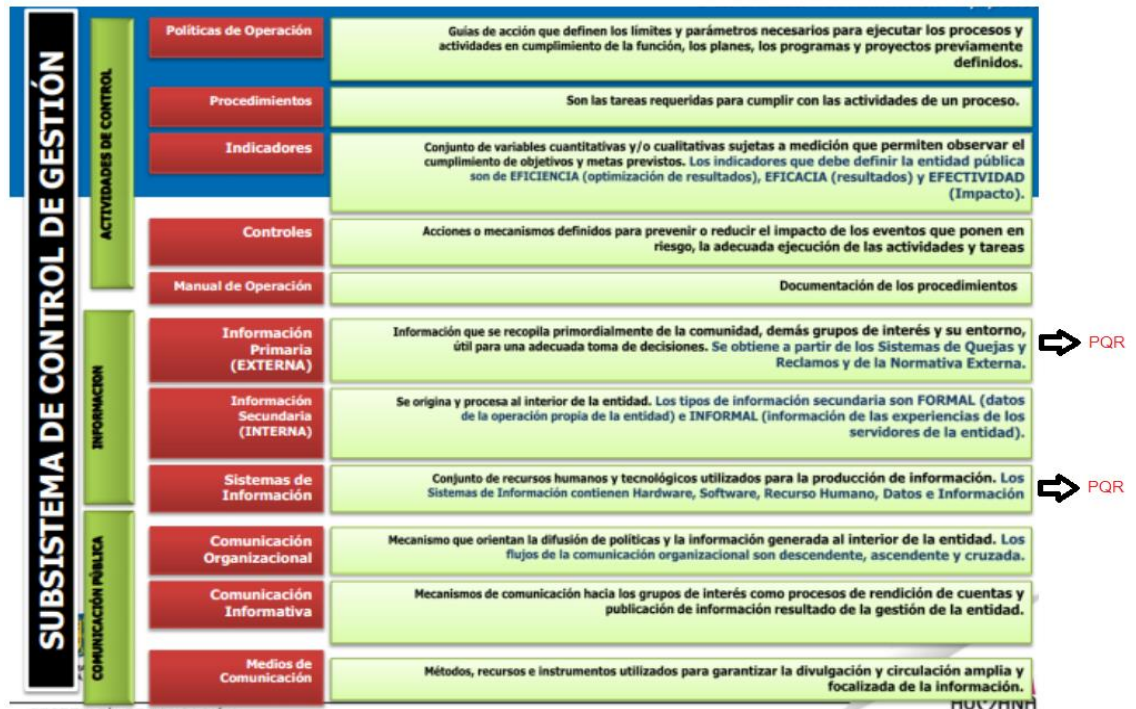 SUBSISTEMA DE CONTROL DE GESTIÓN
ACTIVIDADES DE CONTROL
Políticas de Operación
Guías de acción que definen los límites y parámetros necesarios para ejecutar los procesos y
actividades en cumplimiento de la función, los planes, los programas y proyectos previamente
definidos.
Procedimientos
Son las tareas requeridas para cumplir con las actividades de un proceso.
Indicadores
Conjunto de variables cuantitativas y/o cualitativas sujetas a medición que permiten observar el
cumplimiento de objetivos y metas previstos. Los indicadores que debe definir la entidad pública
son de EFICIENCIA (optimización de resultados), EFICACIA (resultados) y EFECTIVIDAD
(Impacto).
Controles
Acciones o mecanismos definidos para prevenir o reducir el impacto de los eventos que ponen en
riesgo, la adecuada ejecución de las actividades y tareas
Manual de Operación
Documentación de los procedimientos
INFORMACION
Información
Primaria
(EXTERNA)
Información que se recopila primordialmente de la comunidad, demás grupos de interés y su entorno,
útil para una adecuada toma de decisiones. Se obtiene a partir de los Sistemas de Quejas y
Reclamos y de la Normativa Externa.
PQR
Información
Secundaria
(INTERNA)
Se origina y procesa al interior de la entidad. Los tipos de información secundaria son FORMAL (datos
de la operación propia de la entidad) e INFORMAL (información de las experiencias de los
servidores de la entidad).
Sistemas de
Información
Conjunto de recursos humanos y tecnológicos utilizados para la producción de información. Los
Sistemas de Información contienen Hardware, Software, Recurso Humano, Datos e Información
PQR
COMUNICACIÓN PÚBLICA
Comunicación
Organizacional
Mecanismo que orientan la difusión de políticas y la información generada al interior de la entidad. Los
flujos de la comunicación organizacional son descendente, ascendente y cruzada.
Comunicación
Informativa
Mecanismos de comunicación hacia los grupos de interés como procesos de rendición de cuentas y
publicación de información resultado de la gestión de la entidad.
Medios de
Comunicación
Métodos, recursos e instrumentos utilizados para garantizar la divulgación y circulación amplia y
focalizada de la información.